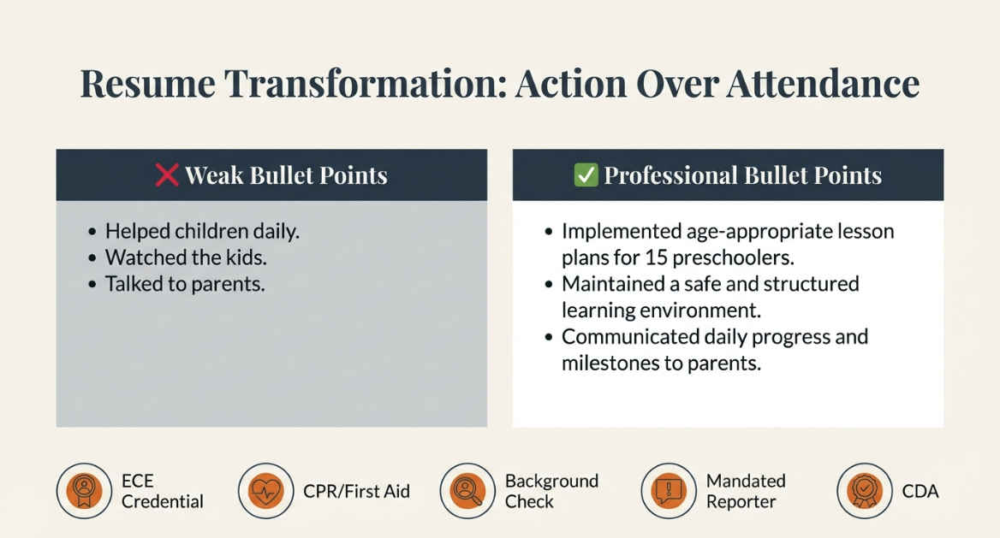 Resume Transformation: Action Over Attendance
❌ Weak Bullet Points
• Helped children daily.
• Watched the kids.
• Talked to parents.
✅ Professional Bullet Points
• Implemented age-appropriate lesson
plans for 15 preschoolers.
• Maintained a safe and structured
learning environment.
• Communicated daily progress and
milestones to parents.
ECE
Credential
CPR/First Aid
Background
Check
Mandated
Reporter
CDA